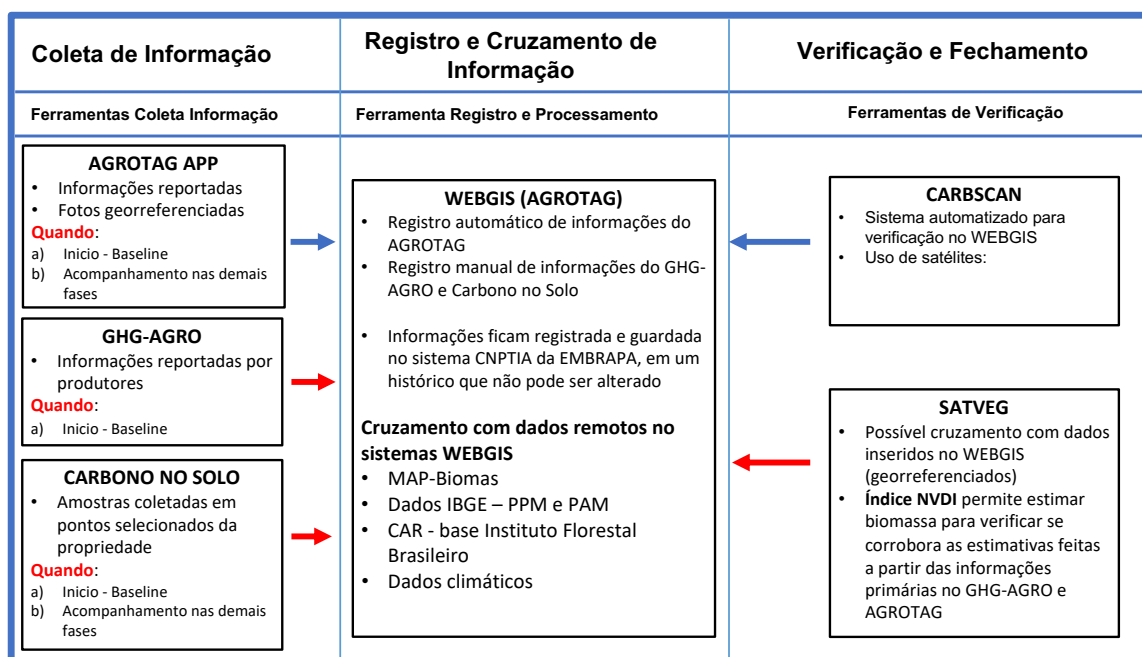 Coleta de Informação
Registro e Cruzamento de
Informação
Verificação e Fechamento
Ferramentas Coleta Informação
Ferramenta Registro e Processamento
Ferramentas de Verificação
AGROTAG APP
• Informações reportadas
• Fotos georreferenciadas
Quando:
a) Inicio - Baseline
b) Acompanhamento nas demais
fases
GHG-AGRO
• Informações reportadas por
produtores
Quando:
a) Inicio - Baseline
CARBONO NO SOLO
• Amostras coletadas em
pontos selecionados da
propriedade
Quando:
a) Inicio - Baseline
b) Acompanhamento nas demais
fases
WEBGIS (AGROTAG)
• Registro automático de informações do
AGROTAG
• Registro manual de informações do GHG-
AGRO e Carbono no Solo
• Informações ficam registrada e guardada
no sistema CNPTIA da EMBRAPA, em um
histórico que não pode ser alterado
Cruzamento com dados remotos no
sistemas WEBGIS
• MAP-Biomas
• Dados IBGE – PPM e PAM
• CAR - base Instituto Florestal
Brasileiro
• Dados climáticos
CARBSCAN
• Sistema automatizado para
verificação no WEBGIS
• Uso de satélites:
SATVEG
• Possível cruzamento com dados
inseridos no WEBGIS
(georreferenciados)
• Índice NVDI permite estimar
biomassa para verificar se
corrobora as estimativas feitas
a partir das informações
primárias no GHG-AGRO e
AGROTAG